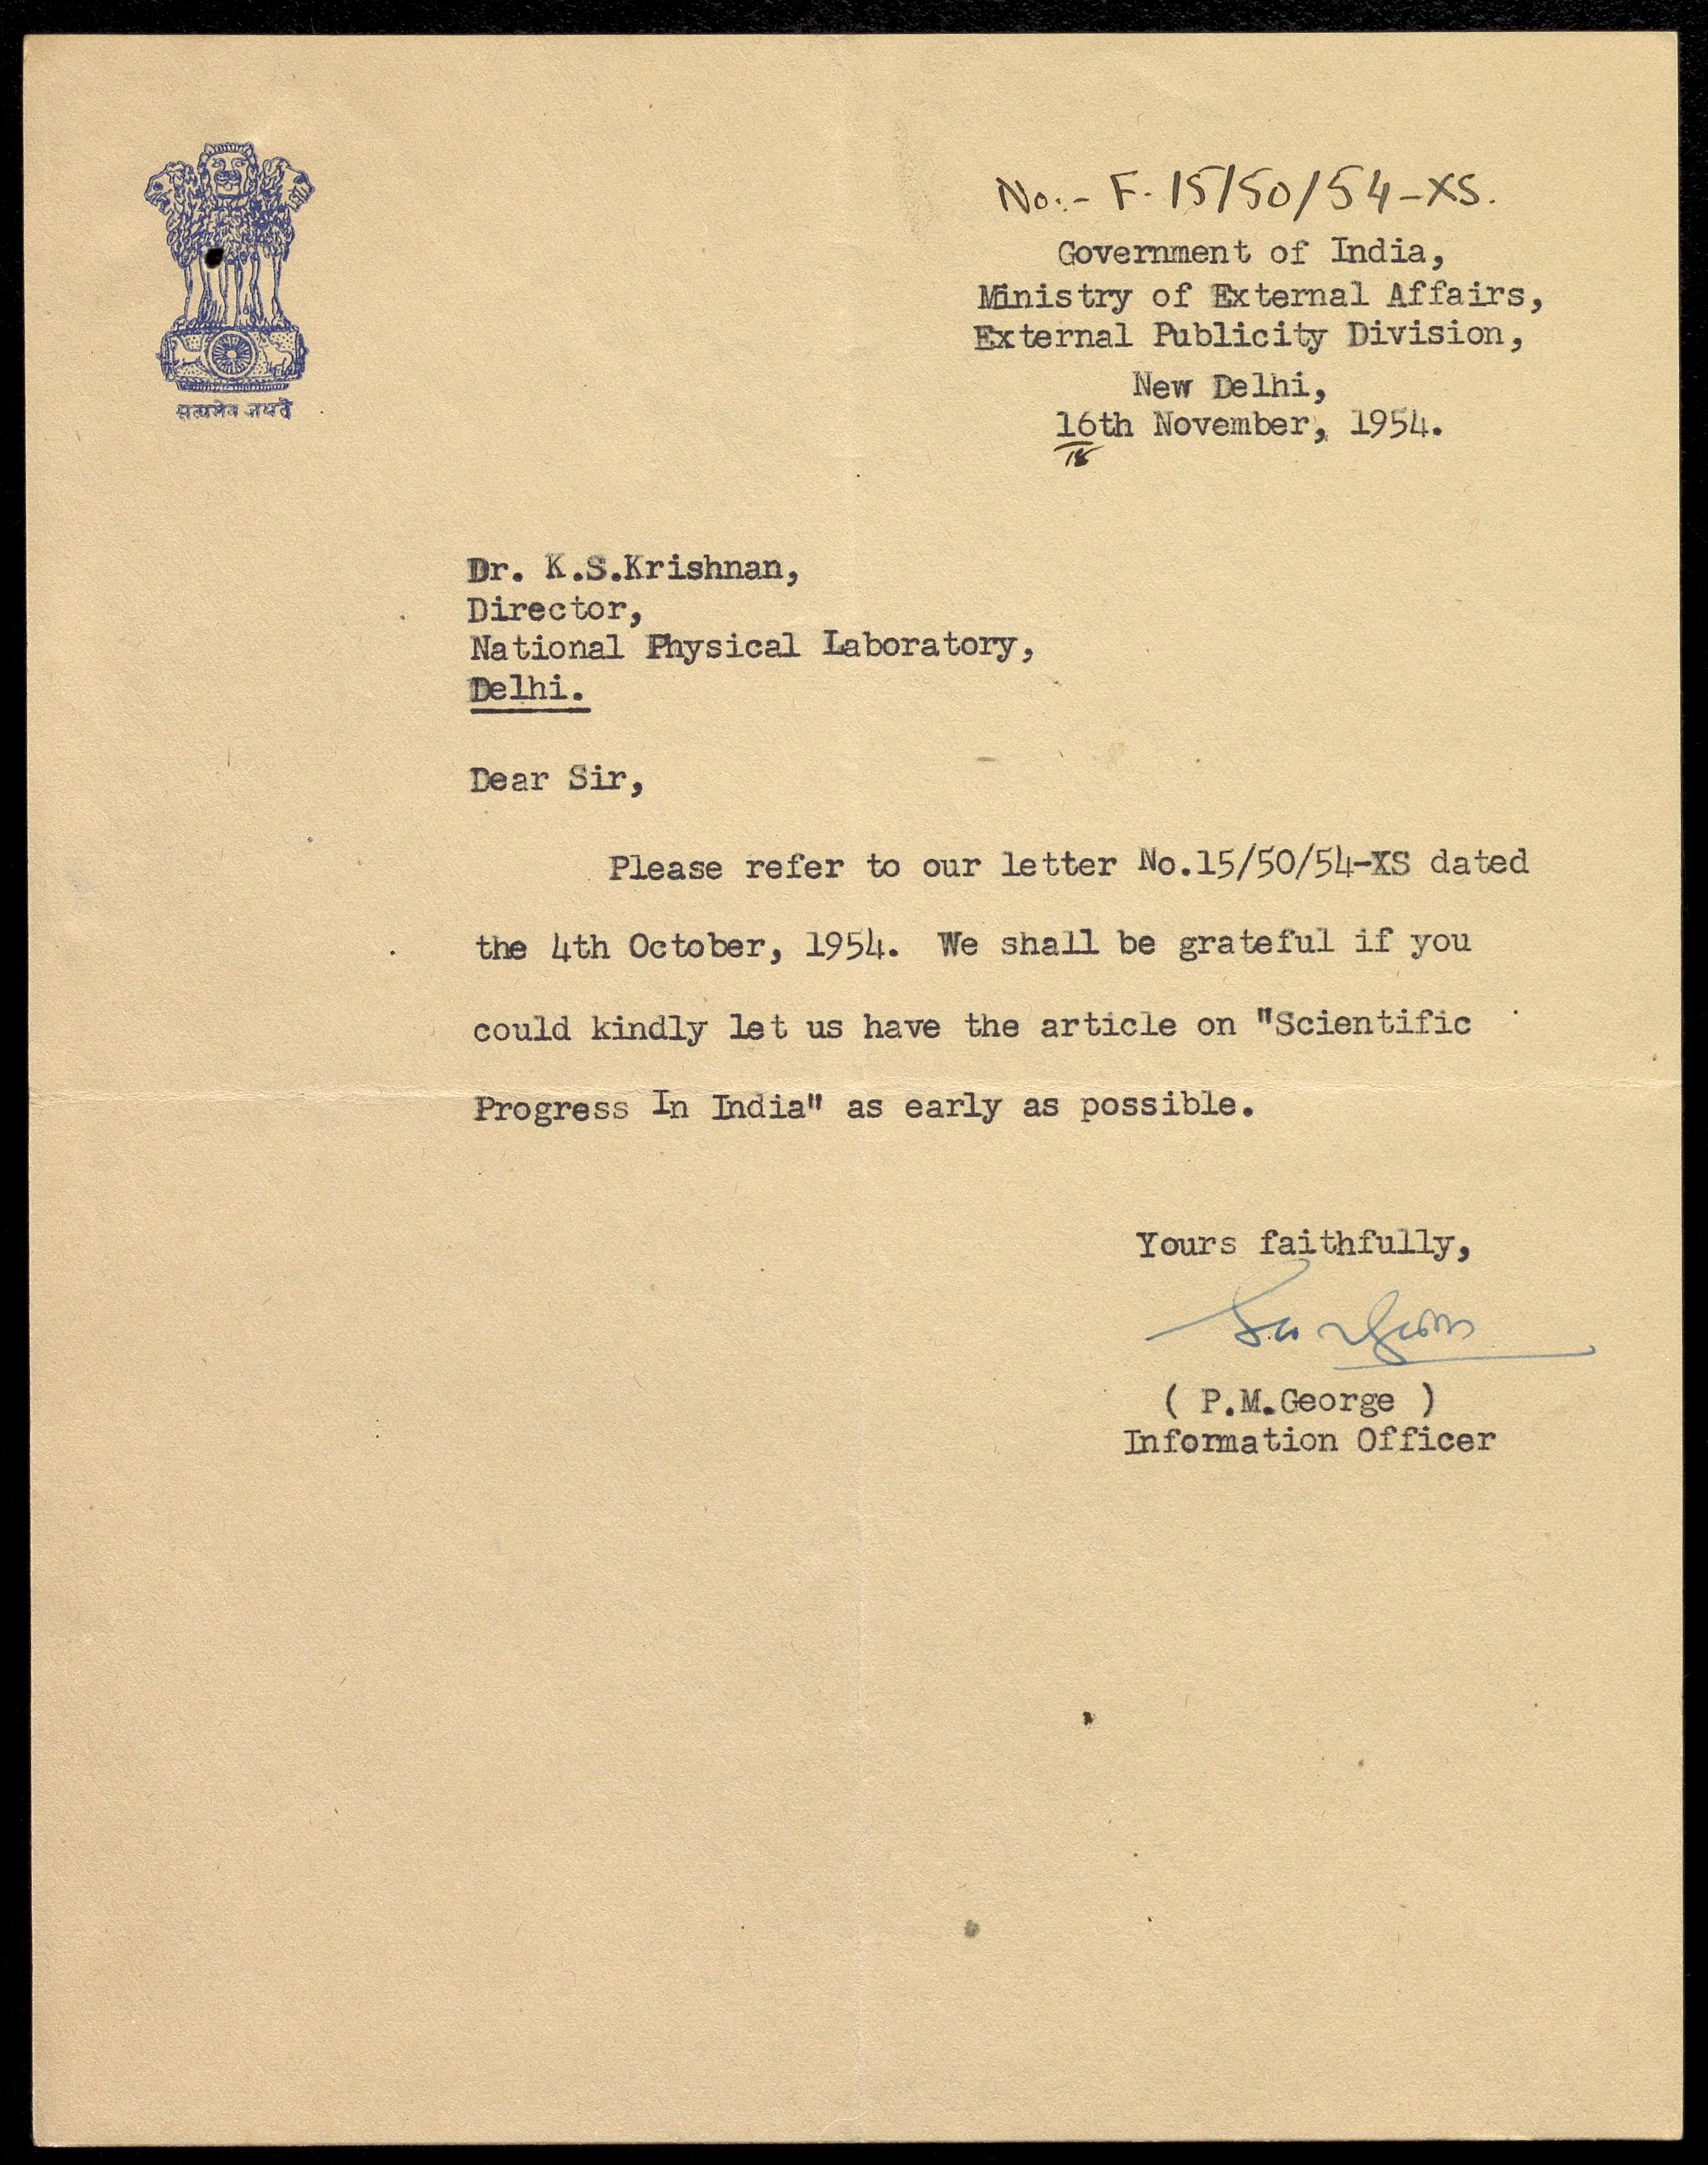 सत्यमेव जयते
No:- F. 15/50/54-XS.
Government of India,
Ministry of External Affairs,
External Publicity Division,
New Delhi,
16th November, 1954.
18
Dr. K.S.Krishnan,
Director,
National Physical Laboratory,
Delhi.
Dear Sir,
Please refer to our letter No.15/50/54-XS dated
the 4th October, 1954. We shall be grateful if you
could kindly let us have the article on "Scientific
Progress In India" as early as possible.
Yours faithfully,
( P.M.George )
Information Officer